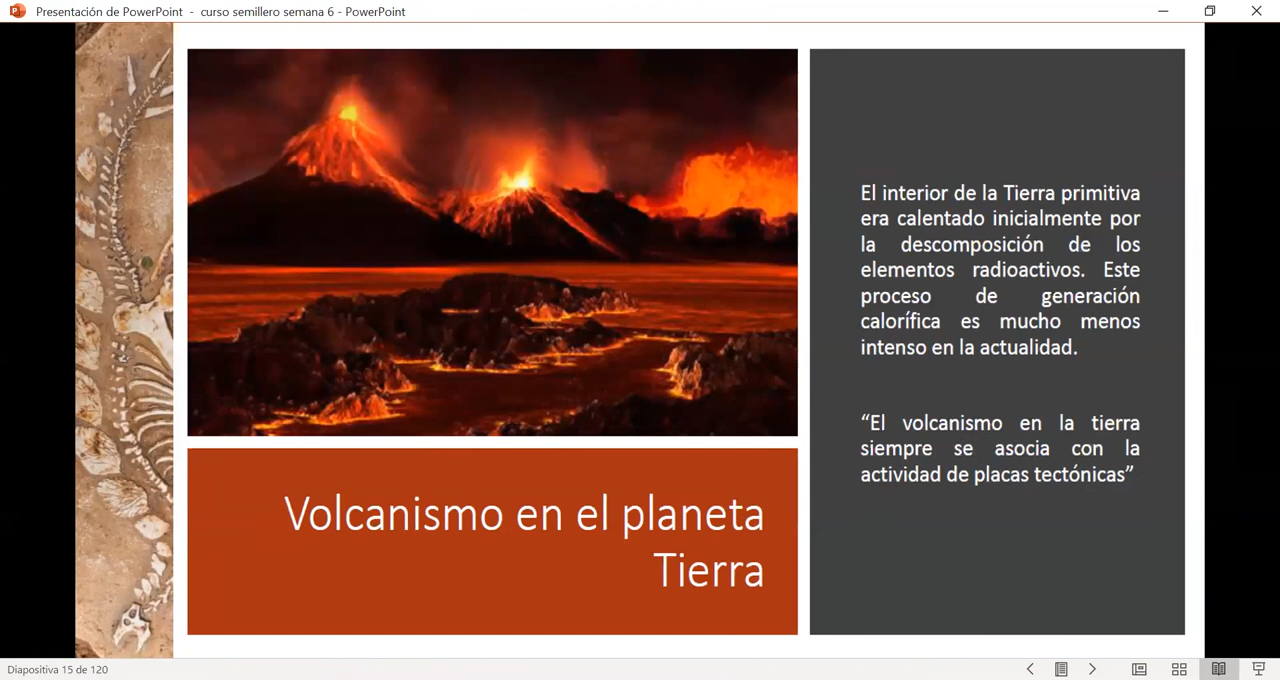 Presentación de PowerPoint - curso semillero semana 6 - PowerPoint
El interior de la Tierra primitiva
era calentado inicialmente por
la descomposición de los
elementos radioactivos. Este
proceso de generación
calorífica es mucho menos
intenso en la actualidad.
“El volcanismo en la tierra
siempre se asocia con la
actividad de placas tectónicas”
Volcanismo en el planeta
Tierra
Diapositiva 15 de 120